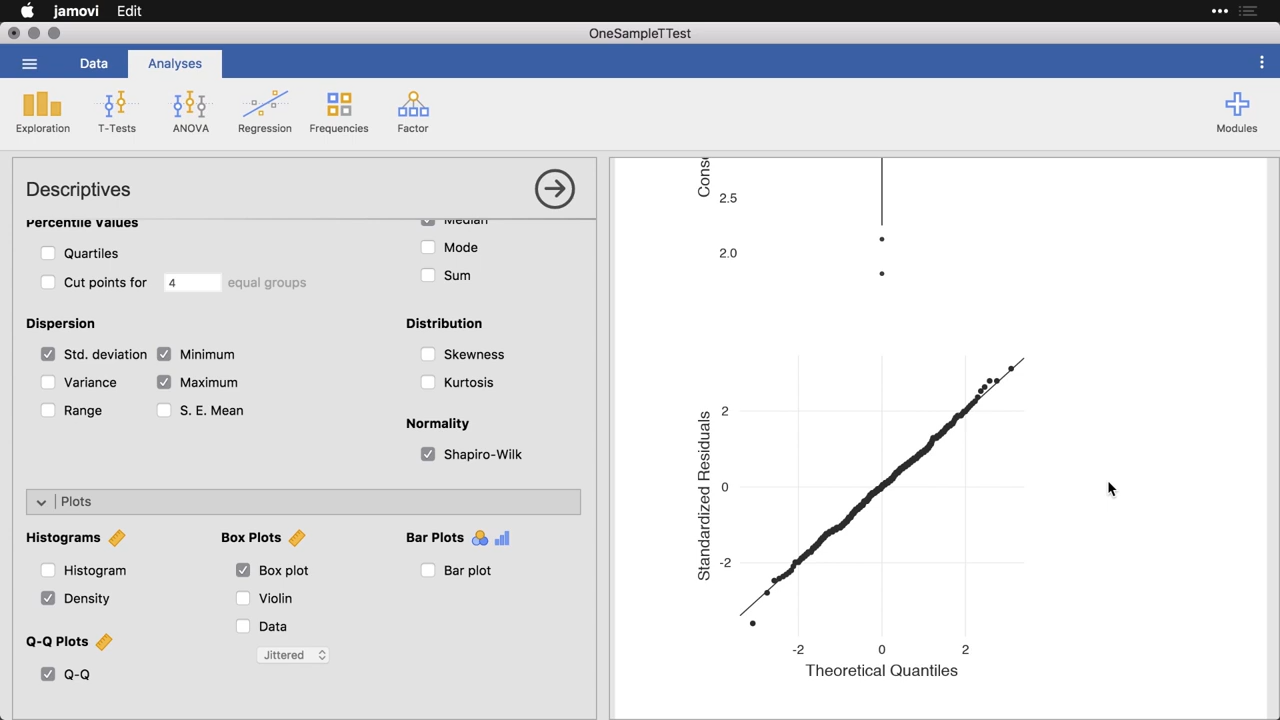 jamovi Edit
OneSampleTTest
Data Analyses
Exploration T-Tests ANOVA Regression Frequencies Factor Modules
Descriptives
Percentile Values
Quartiles
Cut points for 4 equal groups
Median
Mode
Sum
Dispersion
Std. deviation Minimum
Variance Maximum
Range S. E. Mean
Distribution
Skewness
Kurtosis
Normality
Shapiro-Wilk
Plots
Histograms
Histogram
Density
Q-Q Plots
Q-Q
Box Plots
Box plot
Violin
Data
Jittered
Bar Plots
Bar plot
2.5
2.0
Standardized Residuals
2
0
-2
-2 0 2
Theoretical Quantiles